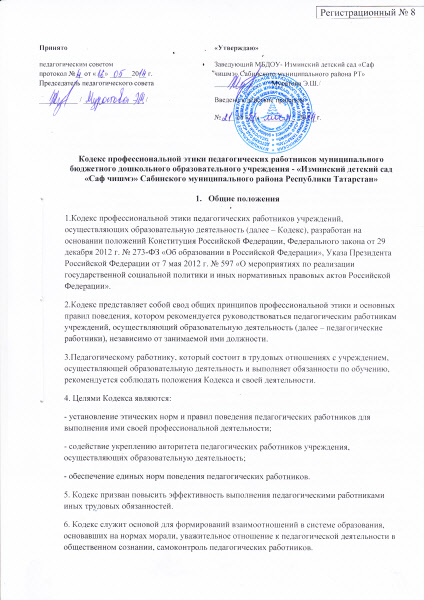 Регистрационный № 8
Принято
педагогическим советом
протокол № 4 от « » 05 2014 г.
Председатель педагогического совета
«Утверждаю»
Заведующий МБДОУ- Изминский детский сад «Саф
чишмэ» Сабинского муниципального района РТ»
Э.Ш.
Кодекс профессиональной этики педагогических работников муниципального
бюджетного дошкольного образовательного учреждения - «Изминский детский сад
«Саф чишмэ» Сабинского муниципального района Республики Татарстан»
1. Общие положения
1.Кодекс профессиональной этики педагогических работников учреждений,
осуществляющих образовательную деятельность (далее – Кодекс), разработан на
основании положений Конституция Российской Федерации, Федерального закона от 29
декабря 2012 г. № 273-ФЗ «Об образовании в Российской Федерации», Указа Президента
Российской Федерации от 7 мая 2012 г. № 597 «О мероприятиях по реализации
государственной социальной политики и иных нормативных правовых актов Российской
Федерации».
2.Кодекс представляет собой свод общих принципов профессиональной этики и основных
правил поведения, котором рекомендуется руководствоваться педагогическим работникам
учреждений, осуществляющий образовательную деятельность (далее – педагогические
работники), независимо от занимаемой ими должности.
3.Педагогическому работнику, который состоит в трудовых отношениях с учреждением,
осуществляющей образовательную деятельность и выполняет обязанности по обучению,
рекомендуется соблюдать положения Кодекса и своей деятельности.
4. Целями Кодекса являются:
- установление этических норм и правил поведения педагогических работников для
выполнения ими своей профессиональной деятельности;
- содействие укреплению авторитета педагогических работников учреждения,
осуществляющих образовательную деятельность;
- обеспечение единых норм поведения педагогических работников.
5. Кодекс призван повысить эффективность выполнения педагогическими работниками
иных трудовых обязанностей.
6. Кодекс служит основой для формирований взаимоотношений в системе образования,
основавших на нормах морали, уважительное отношение к педагогической деятельности в
общественном сознании, самоконтроль педагогических работников.